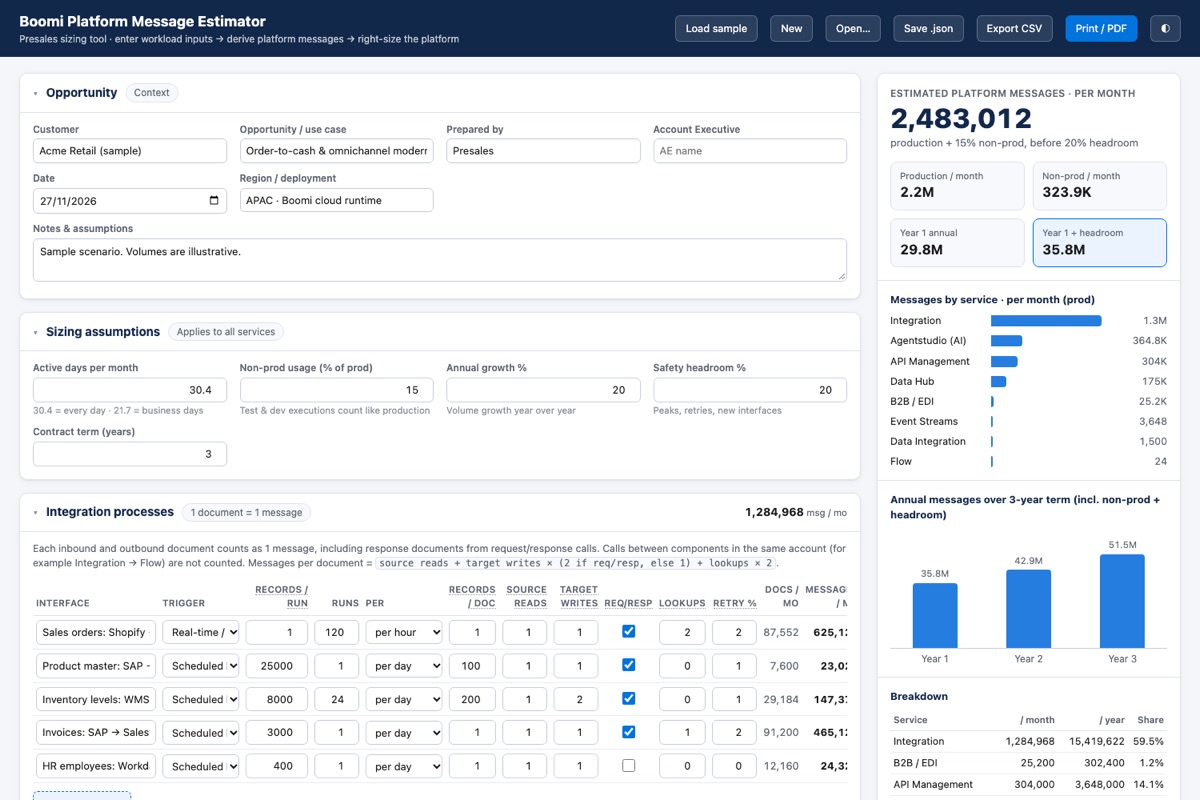 Boomi Platform Message Estimator
Presales sizing tool · enter workload inputs → derive platform messages → right-size the platform
Load sample
New
Open...
Save .json
Export CSV
Print / PDF
Opportunity
Context
Customer
Opportunity / use case
Prepared by
Account Executive
Acme Retail (sample)
Order-to-cash & omnichannel modern
Presales
AE name
Date
Region / deployment
27/11/2026
APAC · Boomi cloud runtime
Notes & assumptions
Sample scenario. Volumes are illustrative.
Sizing assumptions
Applies to all services
Active days per month
Non-prod usage (% of prod)
Annual growth %
Safety headroom %
30.4
15
20
20
30.4 = every day · 21.7 = business days
Test & dev executions count like production
Volume growth year over year
Peaks, retries, new interfaces
Contract term (years)
3
Integration processes
1 document = 1 message
1,284,968 msg / mo
Each inbound and outbound document counts as 1 message, including response documents from request/response calls. Calls between components in the same account (for
example Integration → Flow) are not counted. Messages per document = source reads + target writes × (2 if req/resp, else 1) + lookups × 2.
INTERFACE TRIGGER RECORDS / RUN RUNS PER RECORDS / DOC SOURCE READS TARGET WRITES REQ/RESP LOOKUPS RETRY % DOCS / MO MESSAG / M
Sales orders: Shopify Real-time / 1 120 per hour 1 1 1 2 2 87,552 625,12
Product master: SAP Scheduled 25000 1 per day 100 1 1 0 1 7,600 23,02
Inventory levels: WMS Scheduled 8000 24 per day 200 1 2 0 1 29,184 147,37
Invoices: SAP → Sales Scheduled 3000 1 per day 1 1 1 1 2 91,200 465,12
HR employees: Workd Scheduled 400 1 per day 1 1 1 0 0 12,160 24,32
ESTIMATED PLATFORM MESSAGES · PER MONTH
2,483,012
production + 15% non-prod, before 20% headroom
Production / month
2.2M
Non-prod / month
323.9K
Year 1 annual
29.8M
Year 1 + headroom
35.8M
Messages by service · per month (prod)
Integration 1.3M
Agentstudio (AI) 364.8K
API Management 304K
Data Hub 175K
B2B / EDI 25.2K
Event Streams 3,648
Data Integration 1,500
Flow 24
Annual messages over 3-year term (incl. non-prod +
headroom)
35.8M
42.9M
51.5M
Year 1
Year 2
Year 3
Breakdown
Service / month / year Share
Integration 1,284,968 15,419,622 59.5%
B2B / EDI 25,200 302,400 1.2%
API Management 304,000 3,648,000 14.1%